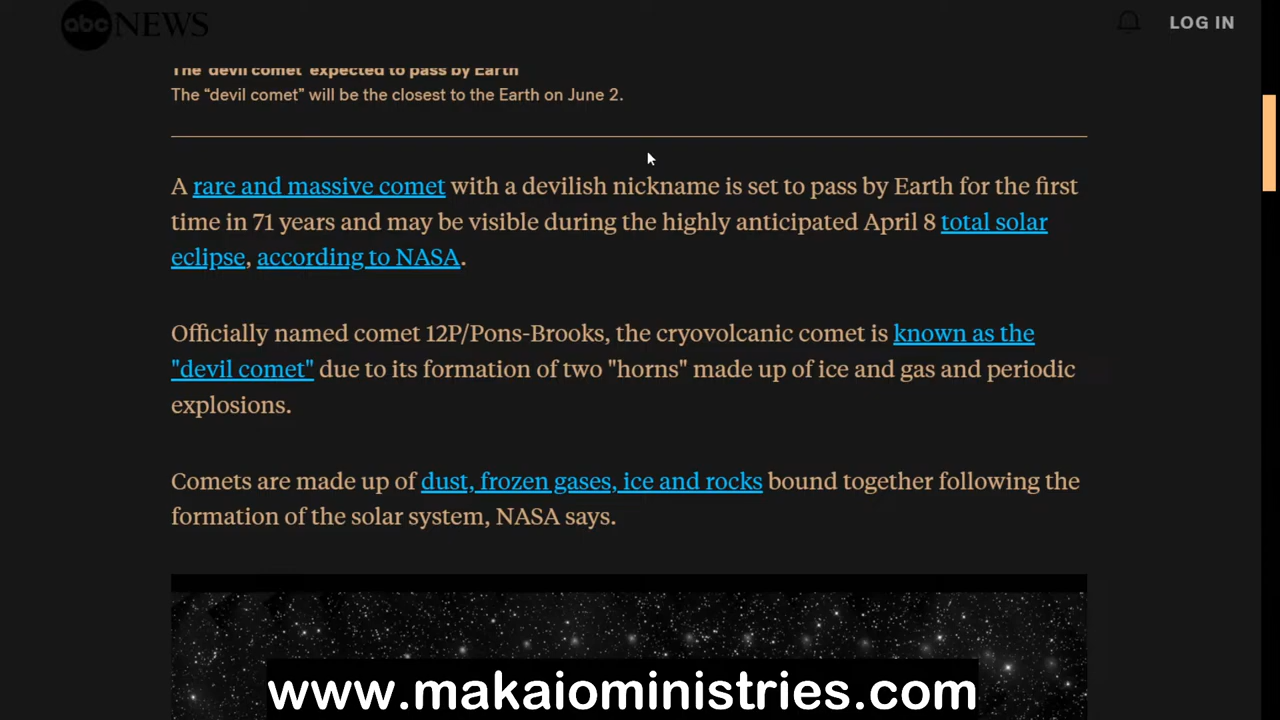 abc NEWS
LOG IN
The "devil comet" expected to pass by Earth
The “devil comet” will be the closest to the Earth on June 2.
A rare and massive comet with a devilish nickname is set to pass by Earth for the first
time in 71 years and may be visible during the highly anticipated April 8 total solar
eclipse, according to NASA.
Officially named comet 12P/Pons-Brooks, the cryovolcanic comet is known as the
"devil comet" due to its formation of two "horns" made up of ice and gas and periodic
explosions.
Comets are made up of dust, frozen gases, ice and rocks bound together following the
formation of the solar system, NASA says.
www.makaioministries.com